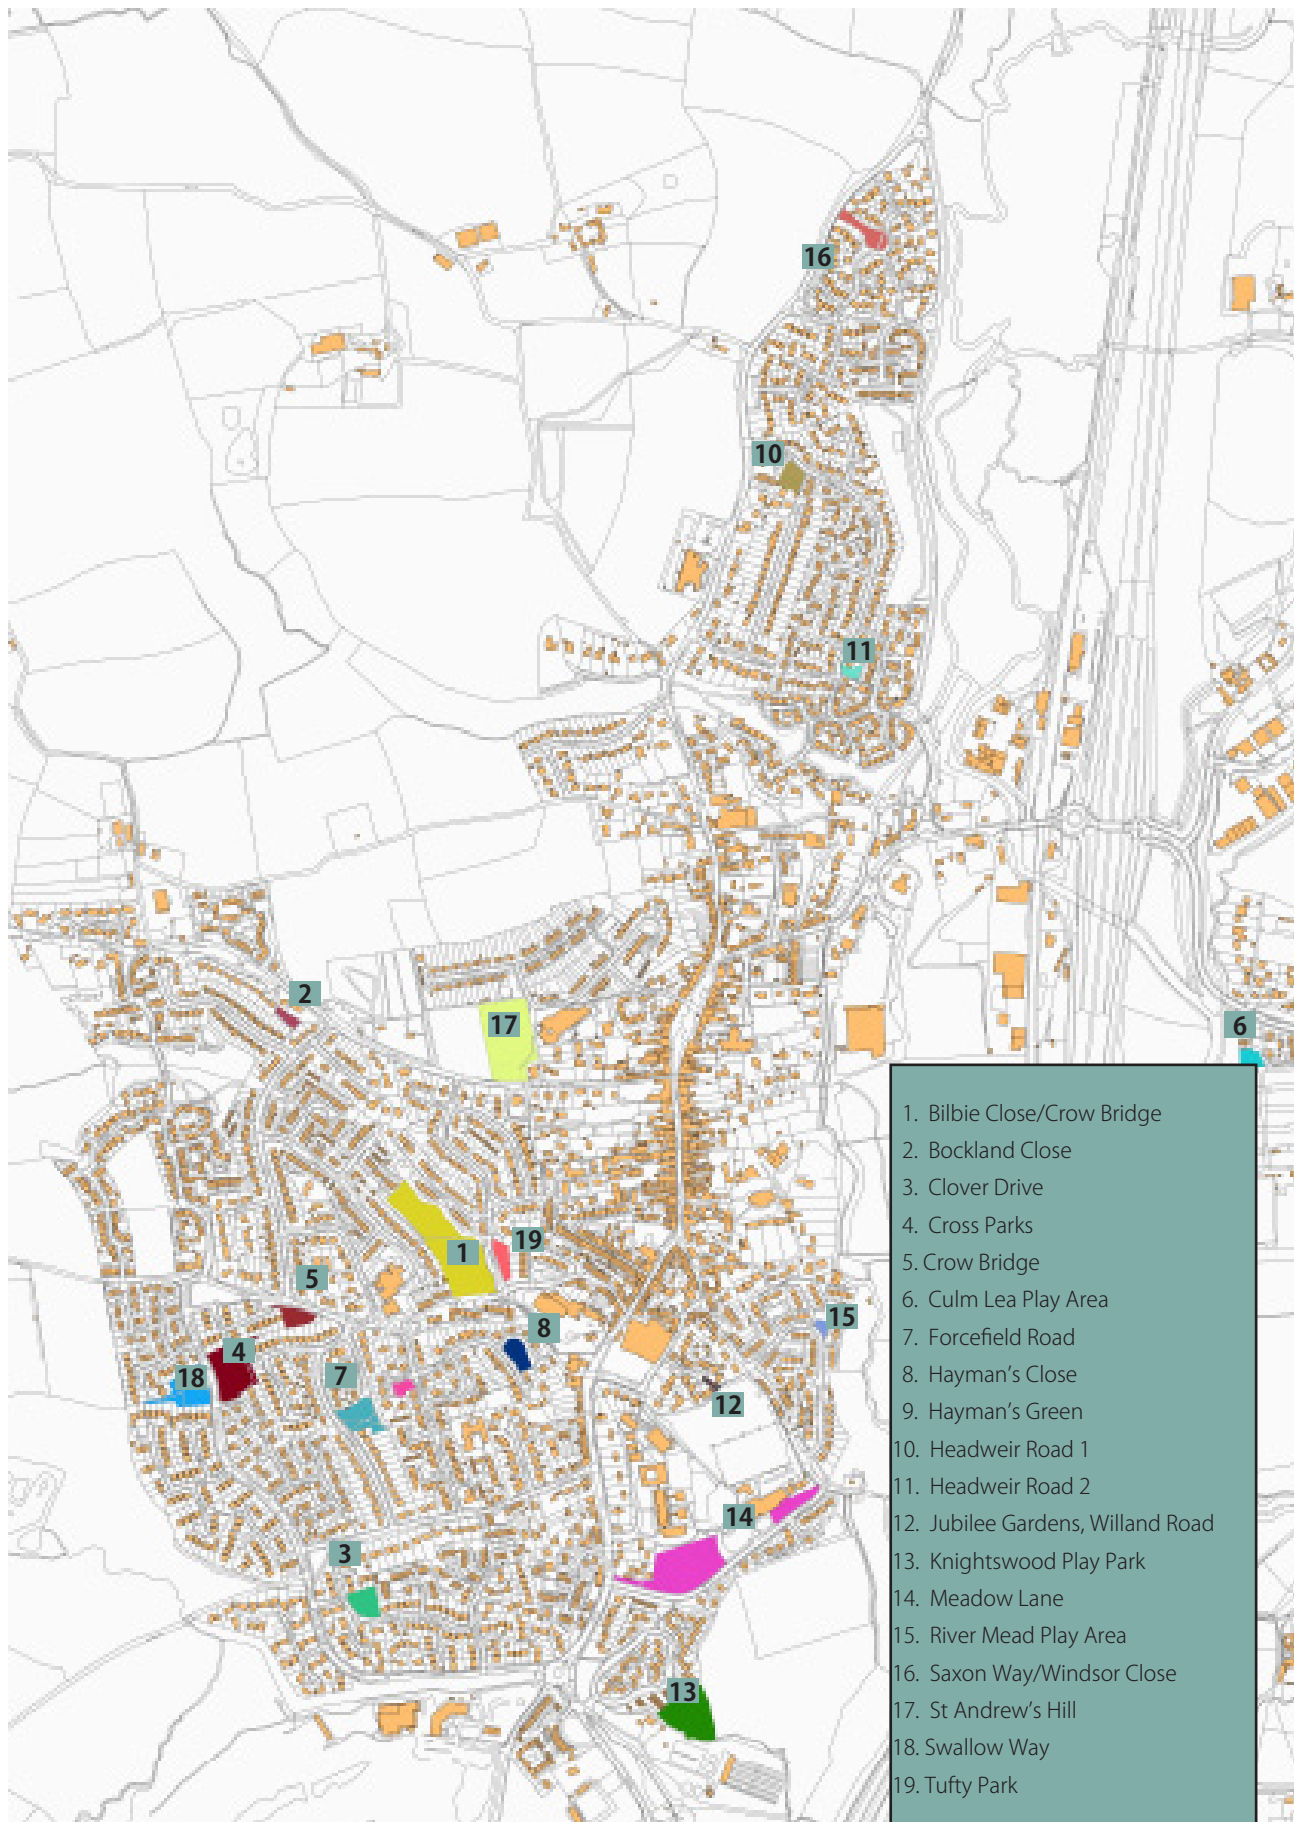 16
10
11
2
17
6
1
19
5
8
15
4
18
7
12
14
3
13
1. Bilbie Close/Crow Bridge
2. Bockland Close
3. Clover Drive
4. Cross Parks
5. Crow Bridge
6. Culm Lea Play Area
7. Forcefield Road
8. Hayman's Close
9. Hayman's Green
10. Headweir Road 1
11. Headweir Road 2
12. Jubilee Gardens, Willand Road
13. Knightswood Play Park
14. Meadow Lane
15. River Mead Play Area
16. Saxon Way/Windsor Close
17. St Andrew's Hill
18. Swallow Way
19. Tufty Park